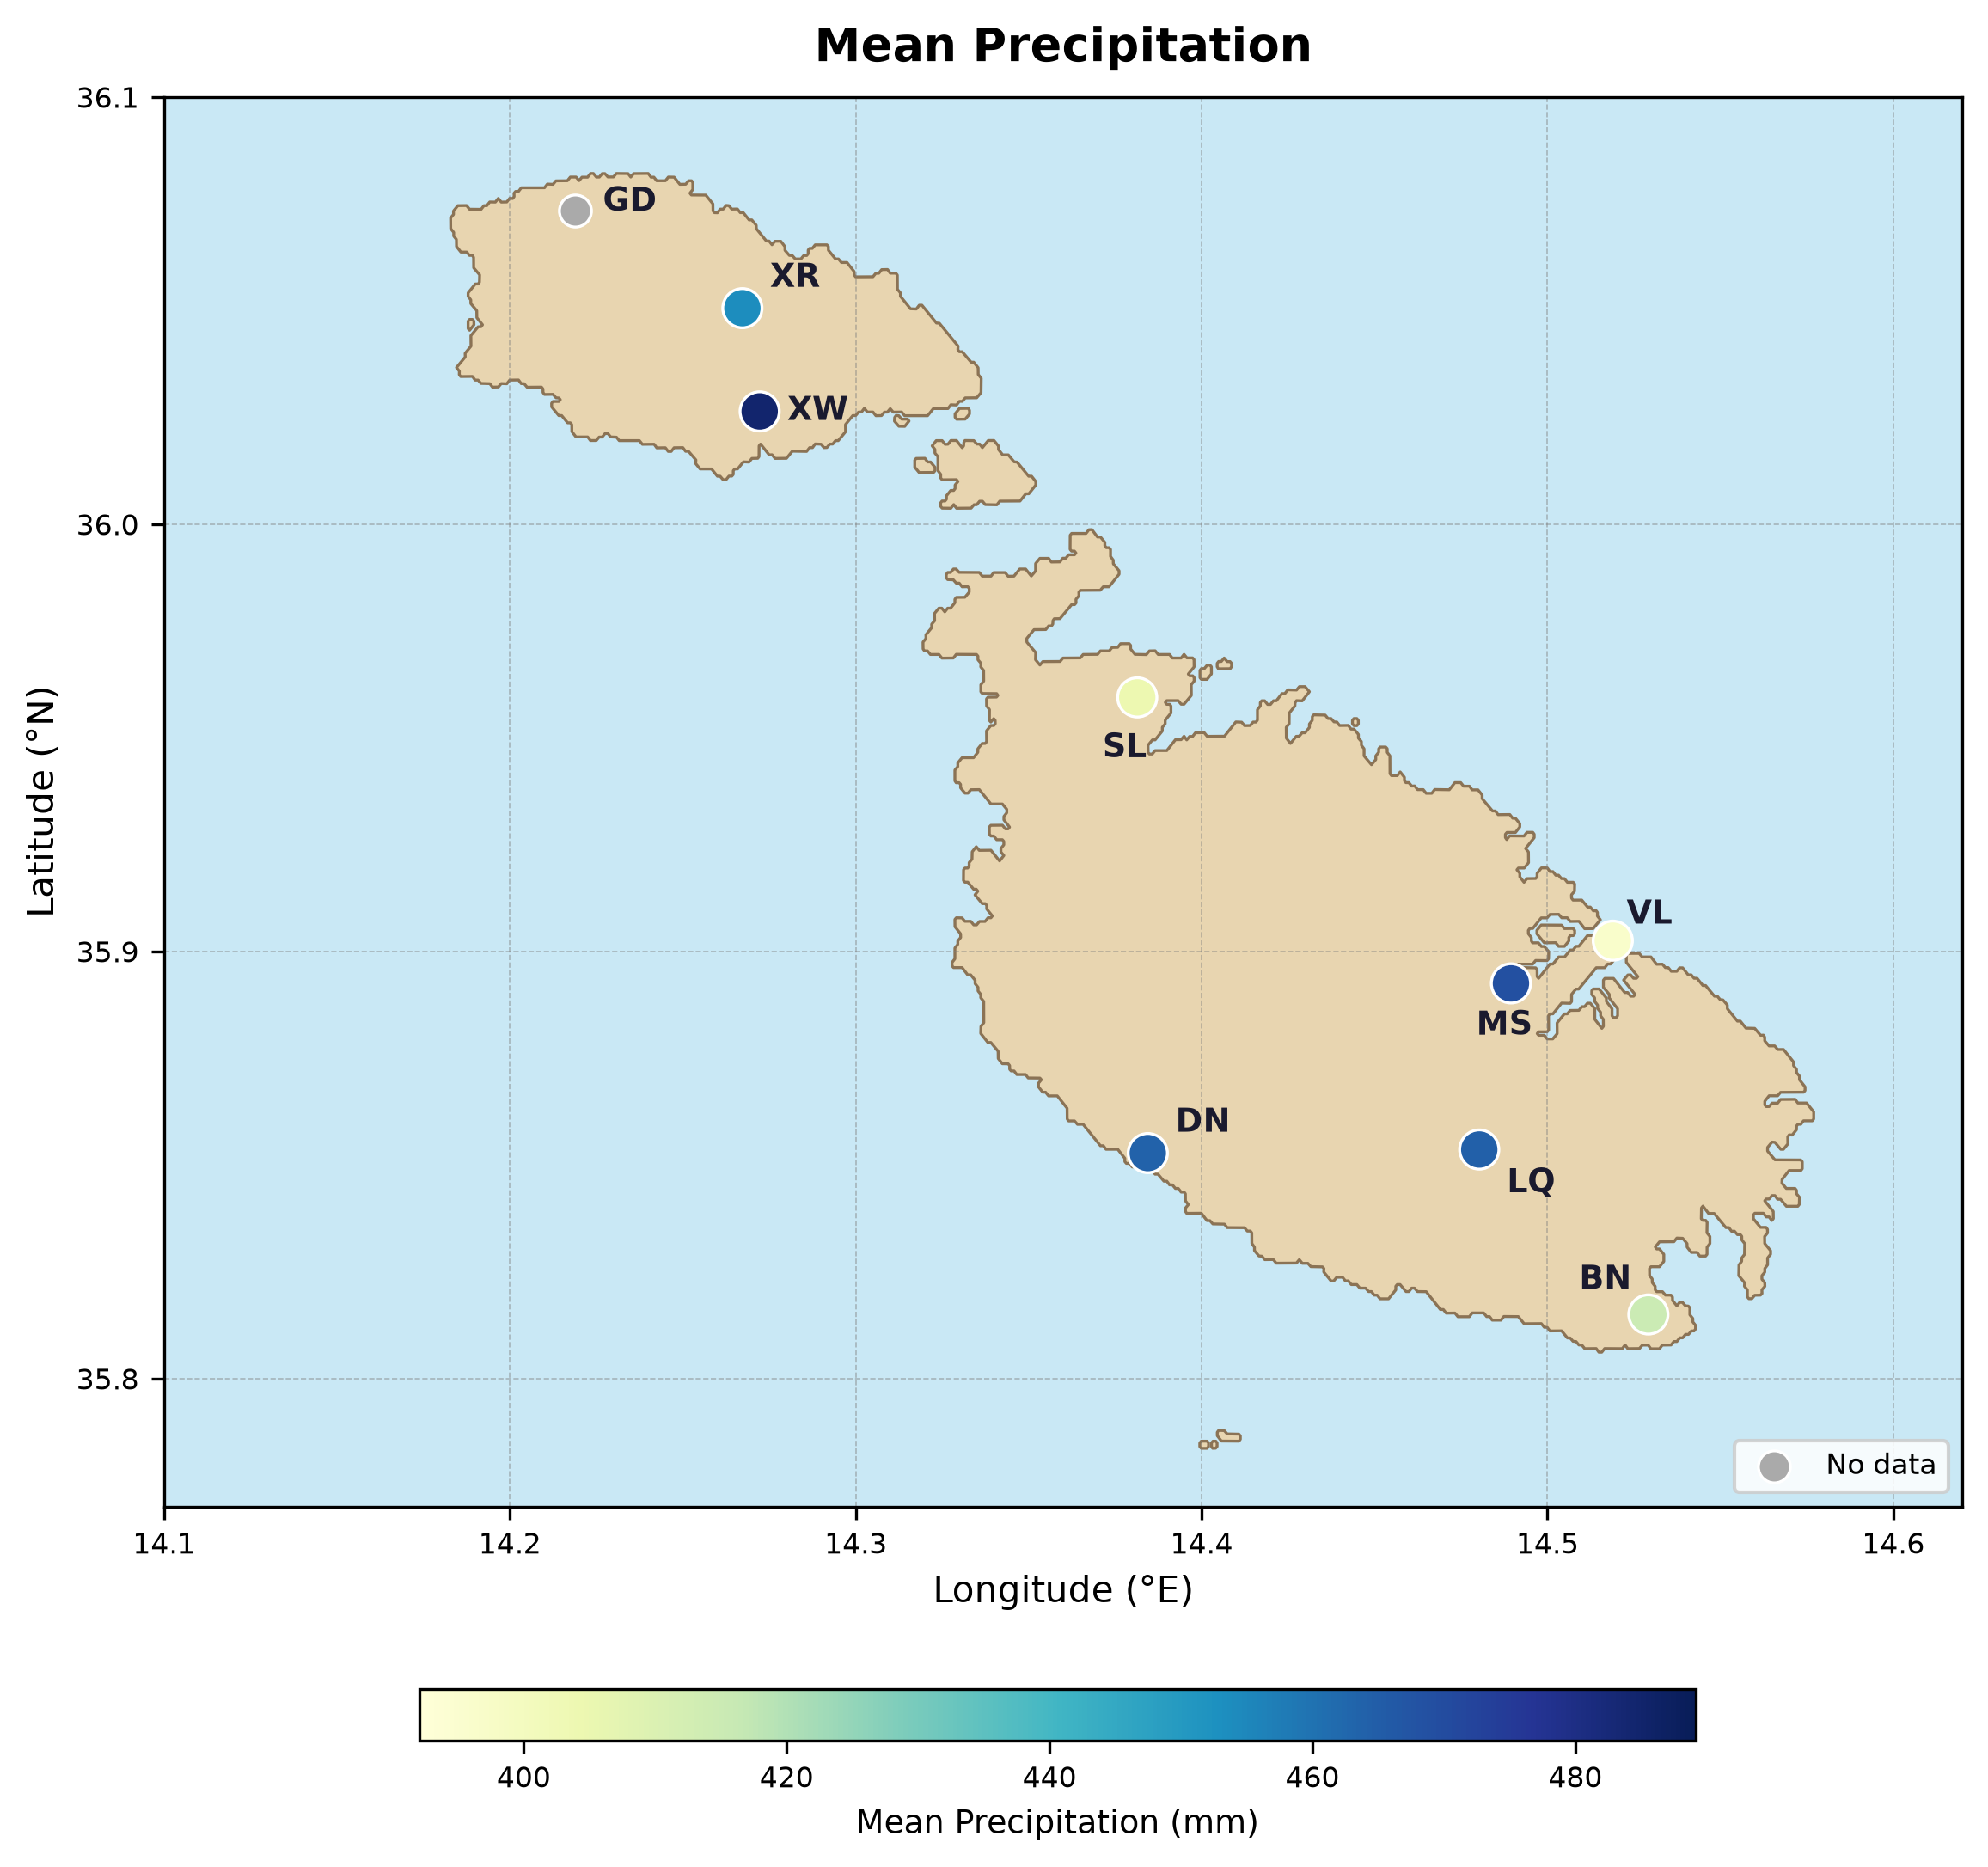 Mean Precipitation
36.1
36.0
35.9
35.8
Latitude (°N)
GD
XR
XW
SL
VL
MS
DN
LQ
BN
No data
14.1 14.2 14.3 14.4 14.5 14.6
Longitude (°E)
400 420 440 460 480
Mean Precipitation (mm)